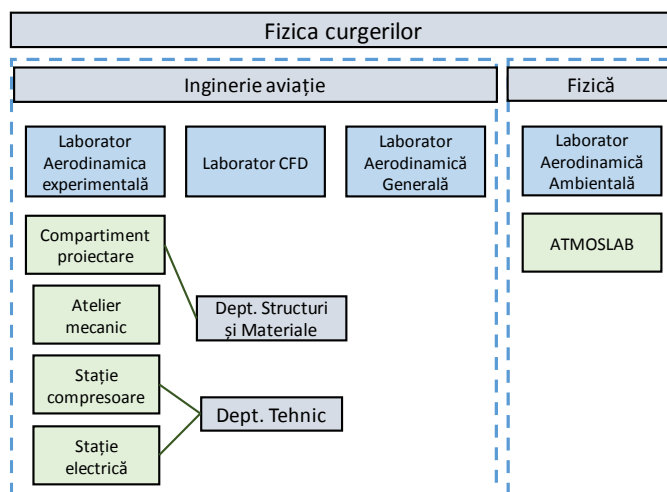 Fizica curgerilor
Inginerie aviație
Fizică
Laborator
Aerodinamica
experimentală
Laborator CFD
Laborator
Aerodinamică
Generală
Laborator
Aerodinamică
Ambientală
Compartiment
proiectare
ATMOSLAB
Atelier
mecanic
Dept. Structuri
și Materiale
Stație
compresoare
Dept. Tehnic
Stație
electrică